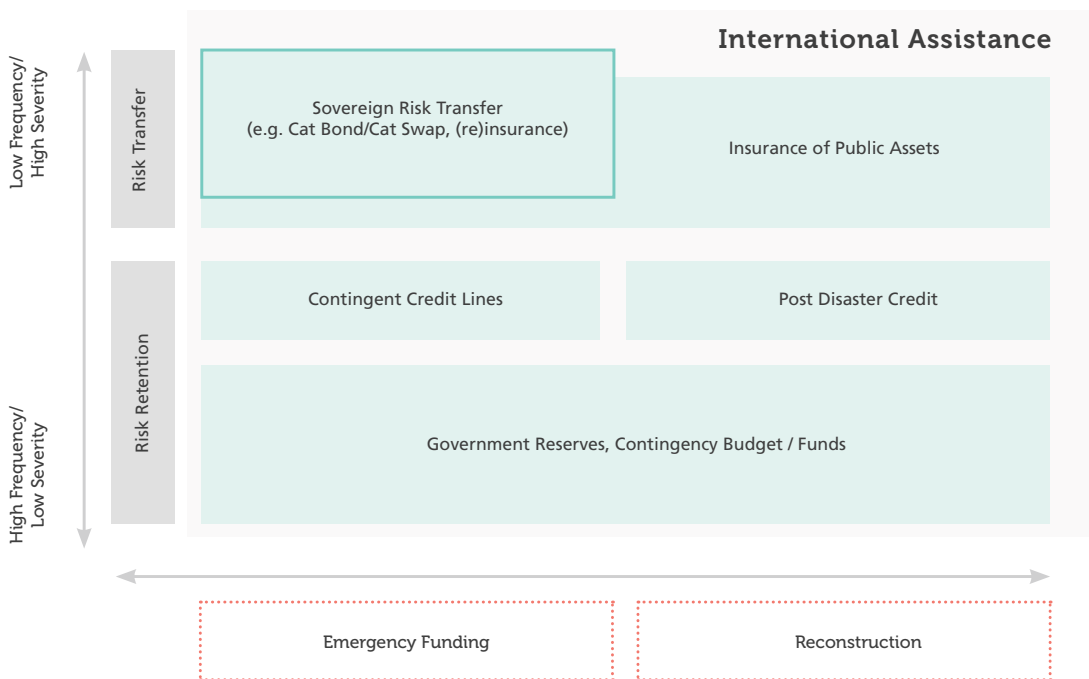 International Assistance
Low Frequency/
High Severity
Risk Transfer
Sovereign Risk Transfer
(e.g. Cat Bond/Cat Swap, (re)insurance)
Insurance of Public Assets
High Frequency/
Low Severity
Risk Retention
Contingent Credit Lines
Post Disaster Credit
Government Reserves, Contingency Budget / Funds
Emergency Funding
Reconstruction